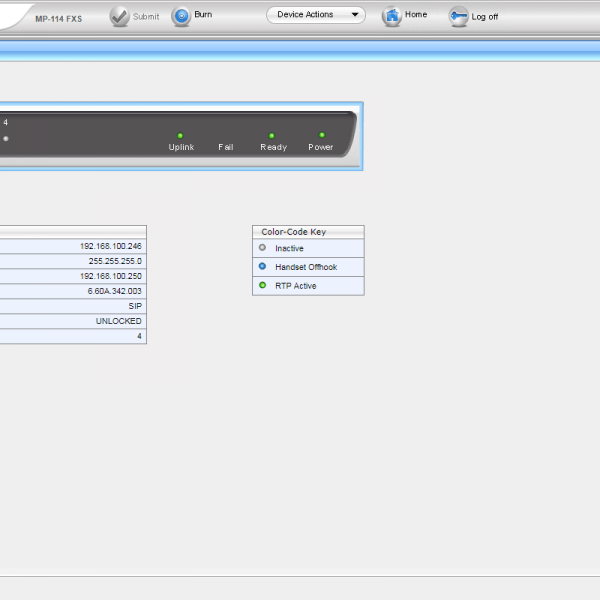 MP-114 FXS Submit Burn Device Actions Home Log off
4
Uplink Fail Ready Power
Color-Code Key
192.168.100.246
Inactive
255.255.255.0
Handset Offhook
192.168.100.250
RTP Active
6.60A.342.003
SIP
UNLOCKED
4